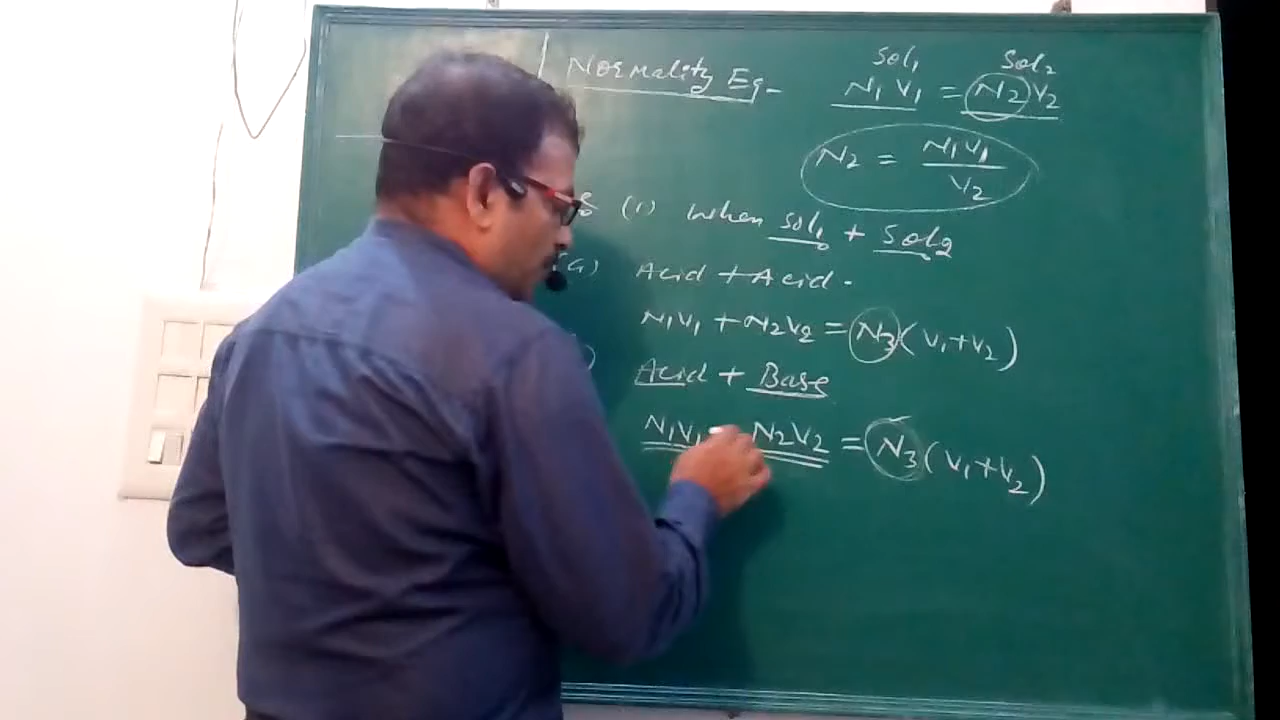 Normality Eq.
Sol₁ Sol₂
N₁V₁ = N₂V₂
N₂ = N₁V₁/V₂
(1) When Sol₁ + Sol₂
Acid + Acid.
N₁V₁ + N₂V₂ = N₃(V₁+V₂)
Acid + Base
N₁V₁ N₂V₂ = N₃(V₁+V₂)